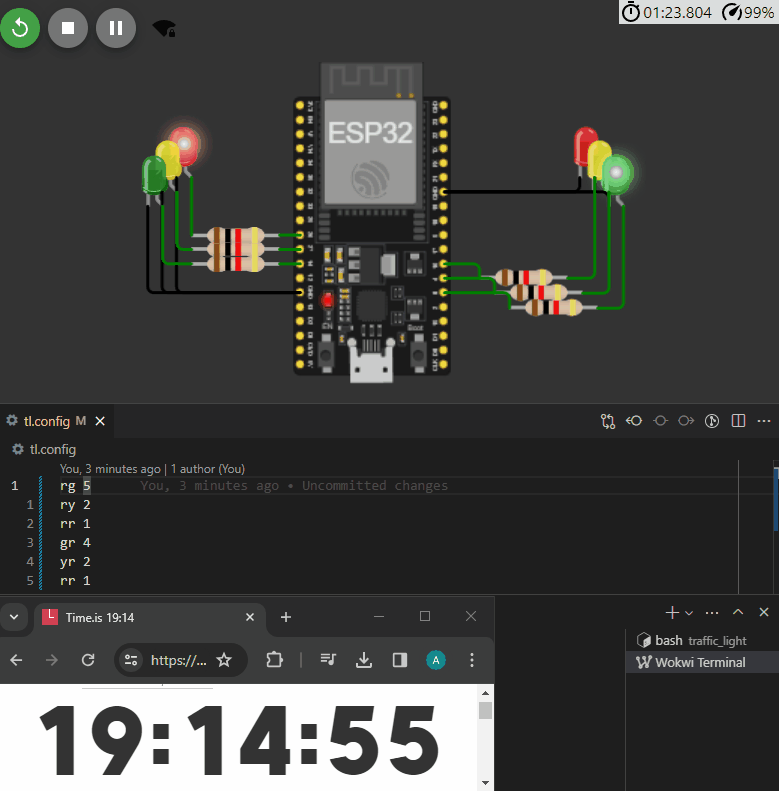 01:23.804 99%
ESP32
EN
Boot
tl.config M
tl.config
You, 3 minutes ago | 1 author (You)
1 rg 5 You, 3 minutes ago • Uncommitted changes
1 ry 2
2 rr 1
3 gr 4
4 yr 2
5 rr 1
Time.is 19:14
https://...
A
bash traffic_light
Wokwi Terminal
19:14:55